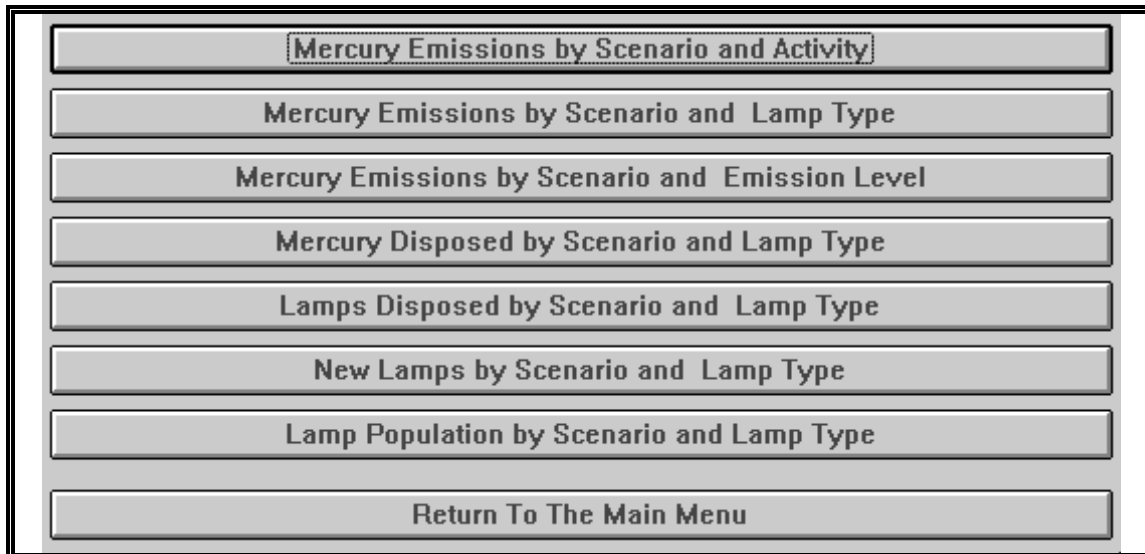 Mercury Emissions by Scenario and Activity
Mercury Emissions by Scenario and Lamp Type
Mercury Emissions by Scenario and Emission Level
Mercury Disposed by Scenario and Lamp Type
Lamps Disposed by Scenario and Lamp Type
New Lamps by Scenario and Lamp Type
Lamp Population by Scenario and Lamp Type
Return To The Main Menu